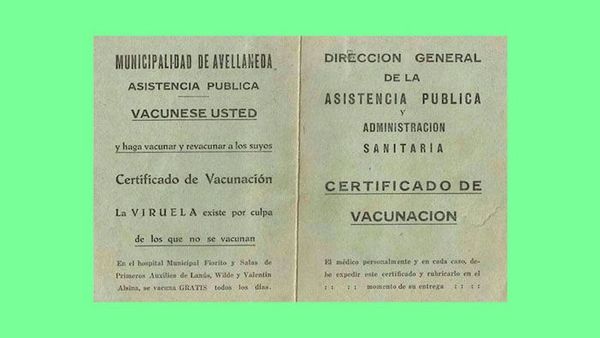 MUNICIPALIDAD DE AVELLANEDA
ASISTENCIA PUBLICA
VACUNESE USTED
y haga vacunar y revacunar a los suyos
Certificado de Vacunación
La VIRUELA existe por culpa
de los que no se vacunan
En el hospital Municipal Fiorito y Salas de
Primeros Auxilios de Lanús, Wilde y Valentín
Alsina, se vacuna GRATIS todos los días.
DIRECCION GENERAL
DE LA
ASISTENCIA PUBLICA
Y
ADMINISTRACION
SANITARIA
CERTIFICADO DE
VACUNACION
El médico personalmente y en cada caso, de-
be expedir este certificado y rubricarlo en el
: : : : momento de su entrega : : : :